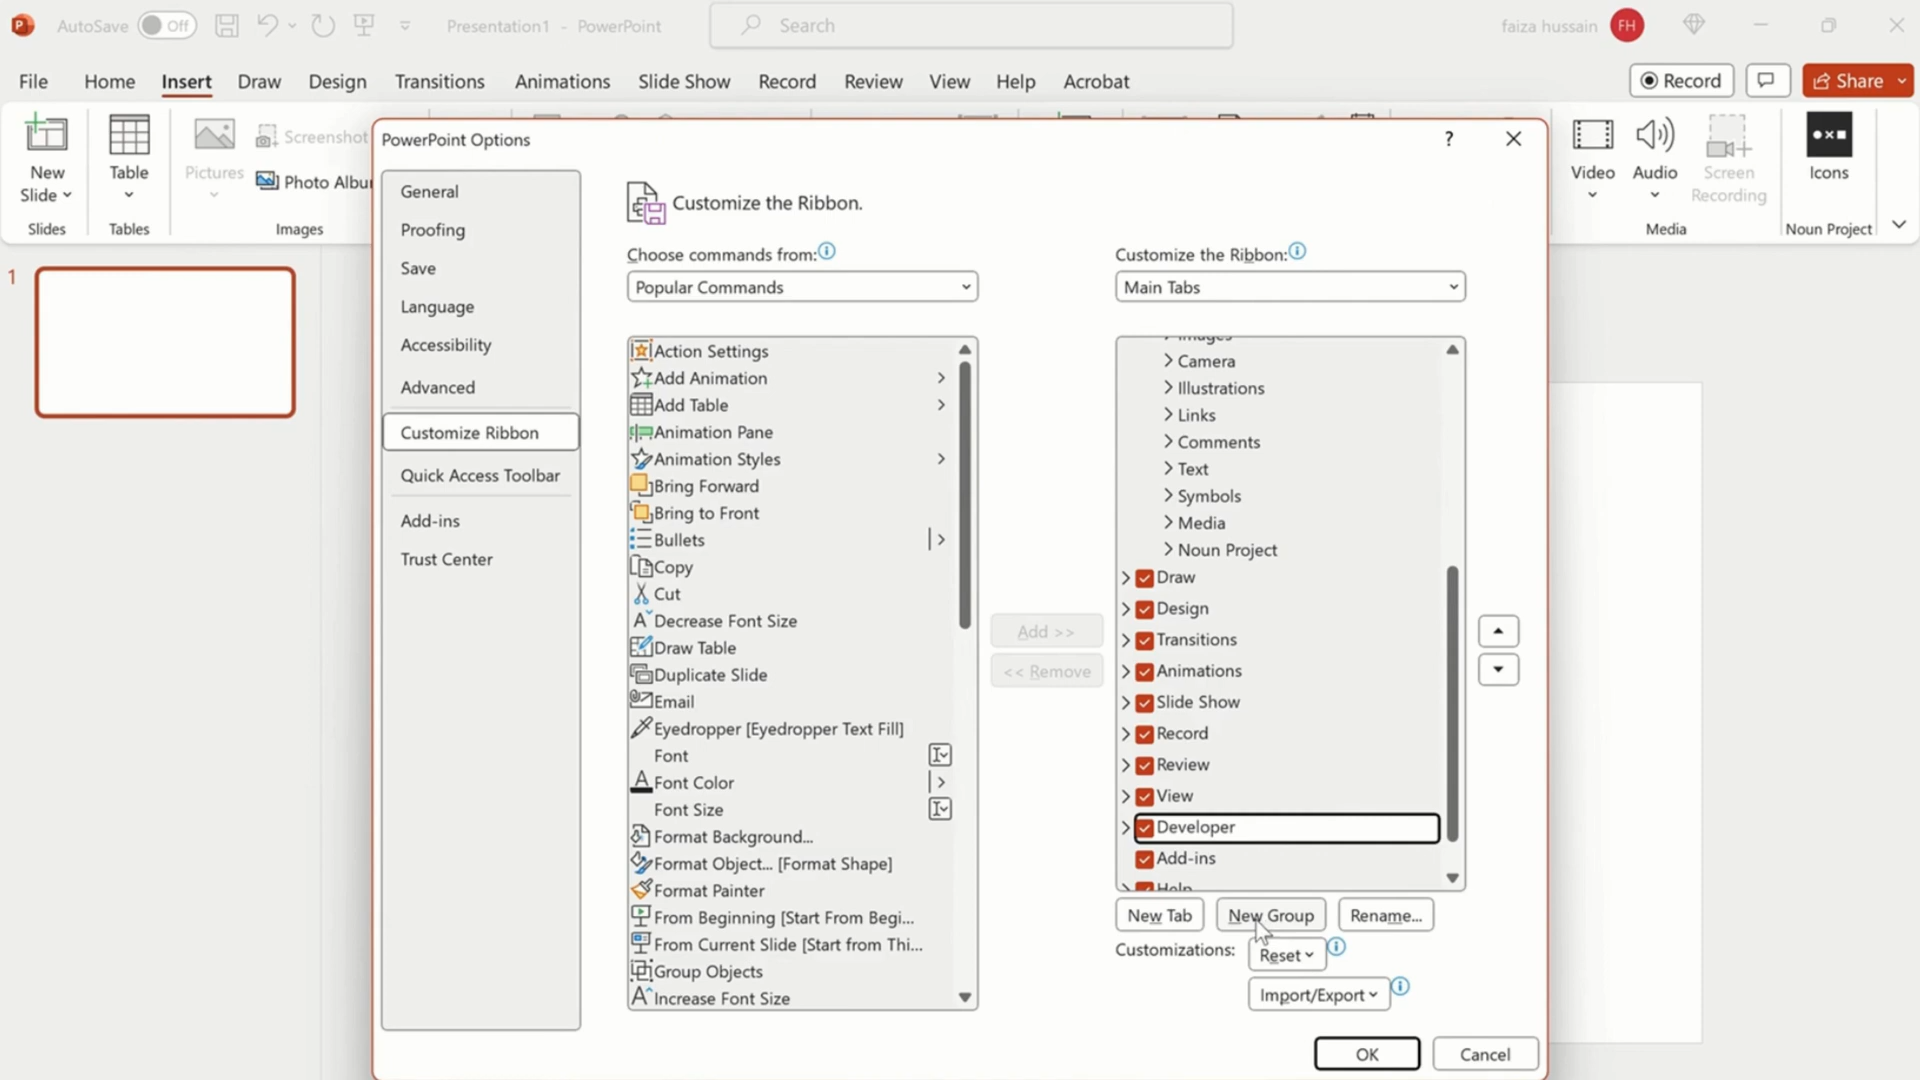 AutoSave Off Presentation1 - PowerPoint Search faiza hussain FH
File Home Insert Draw Design Transitions Animations Slide Show Record Review View Help Acrobat Record Share
New Slide
Table
Pictures
Screenshot
Photo Albu
Video
Audio
Screen Recording
Icons
Slides Tables Images Media Noun Project
1
PowerPoint Options ?
General
Proofing
Save
Language
Accessibility
Advanced
Customize Ribbon
Quick Access Toolbar
Add-ins
Trust Center
Customize the Ribbon.
Choose commands from:
Popular Commands
Action Settings
Add Animation
Add Table
Animation Pane
Animation Styles
Bring Forward
Bring to Front
Bullets
Copy
Cut
Decrease Font Size
Draw Table
Duplicate Slide
Email
Eyedropper [Eyedropper Text Fill]
Font
Font Color
Font Size
Format Background...
Format Object... [Format Shape]
Format Painter
From Beginning [Start From Begi...
From Current Slide [Start from Thi...
Group Objects
Increase Font Size
Add >>
<< Remove
Customize the Ribbon:
Main Tabs
Images
Camera
Illustrations
Links
Comments
Text
Symbols
Media
Noun Project
Draw
Design
Transitions
Animations
Slide Show
Record
Review
View
Developer
Add-ins
Help
New Tab New Group Rename...
Customizations: Reset
Import/Export
OK Cancel